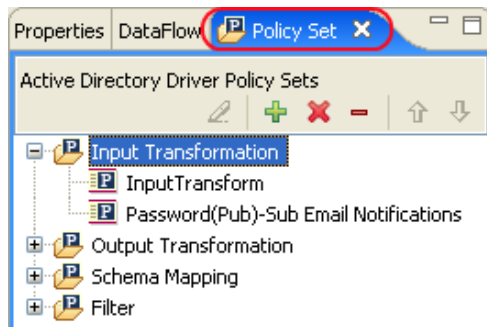 Properties DataFlow Policy Set
Active Directory Driver Policy Sets
Input Transformation
InputTransform
Password(Pub)-Sub Email Notifications
Output Transformation
Schema Mapping
Filter